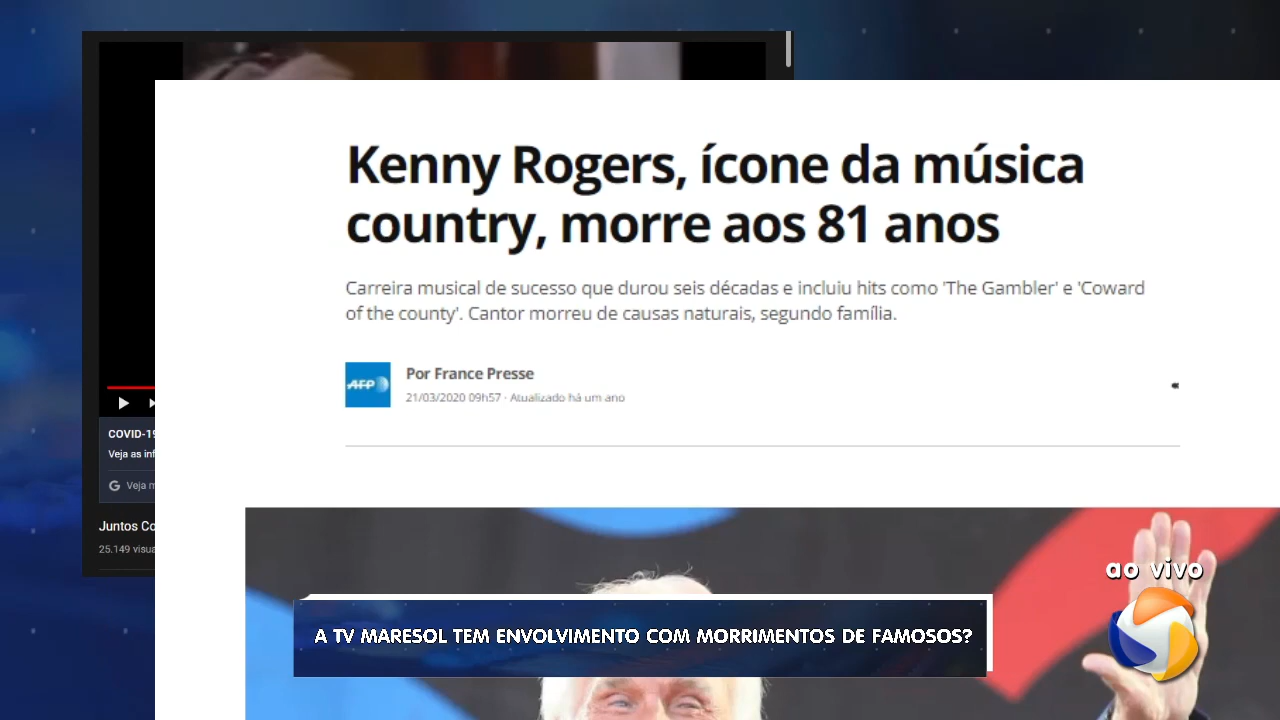 Kenny Rogers, ícone da música
country, morre aos 81 anos
Carreira musical de sucesso que durou seis décadas e incluiu hits como 'The Gambler' e 'Coward
of the county'. Cantor morreu de causas naturais, segundo família.
AFP
Por France Presse
21/03/2020 09h57 · Atualizado há um ano
COVID-19
Veja as inf
G Veja m
Juntos Co
25.149 visua
ao vivo
A TV MARESOL TEM ENVOLVIMENTO COM MORRIMENTOS DE FAMOSOS?